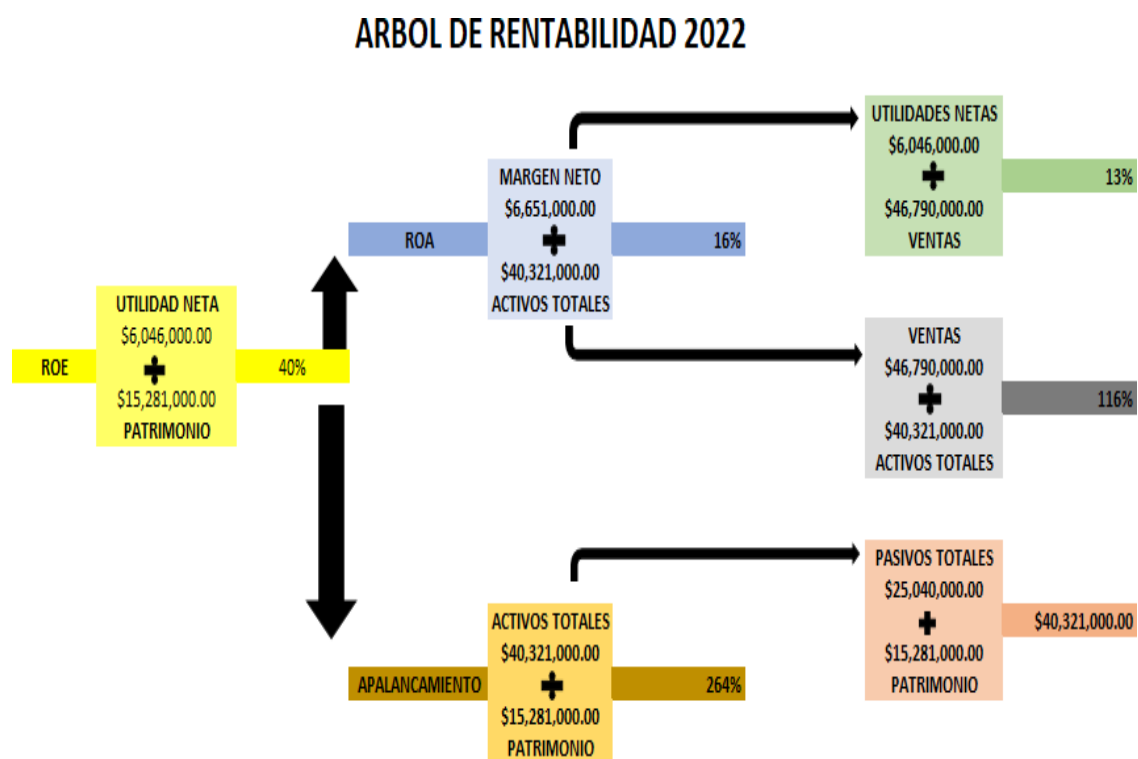 ARBOL DE RENTABILIDAD 2022
ROE
UTILIDAD NETA
$6,046,000.00
$15,281,000.00
PATRIMONIO
40%
ROA
MARGEN NETO
$6,651,000.00
$40,321,000.00
ACTIVOS TOTALES
16%
UTILIDADES NETAS
$6,046,000.00
$46,790,000.00
VENTAS
13%
VENTAS
$46,790,000.00
$40,321,000.00
ACTIVOS TOTALES
116%
APALANCAMIENTO
ACTIVOS TOTALES
$40,321,000.00
$15,281,000.00
PATRIMONIO
264%
PASIVOS TOTALES
$25,040,000.00
$15,281,000.00
PATRIMONIO
$40,321,000.00